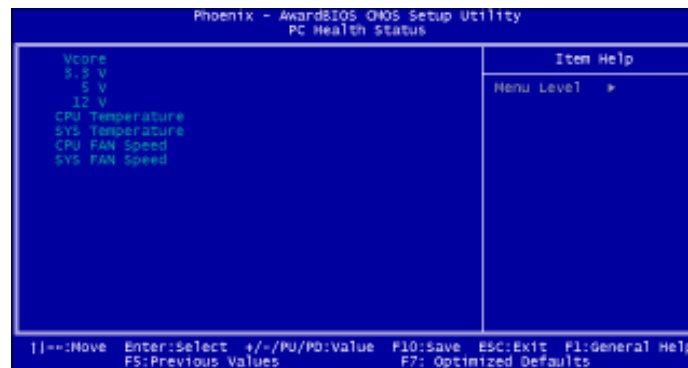 Phoenix - AwardBIOS CMOS Setup Utility
PC Health Status
Vcore
3.3 V
5 V
12 V
CPU Temperature
SYS Temperature
CPU FAN Speed
SYS FAN Speed
Item Help
Menu Level ▸
↑↓←→:Move Enter:Select +/-/PU/PD:Value F10:Save ESC:Exit F1:General Help
F5:Previous Values F7: Optimized Defaults